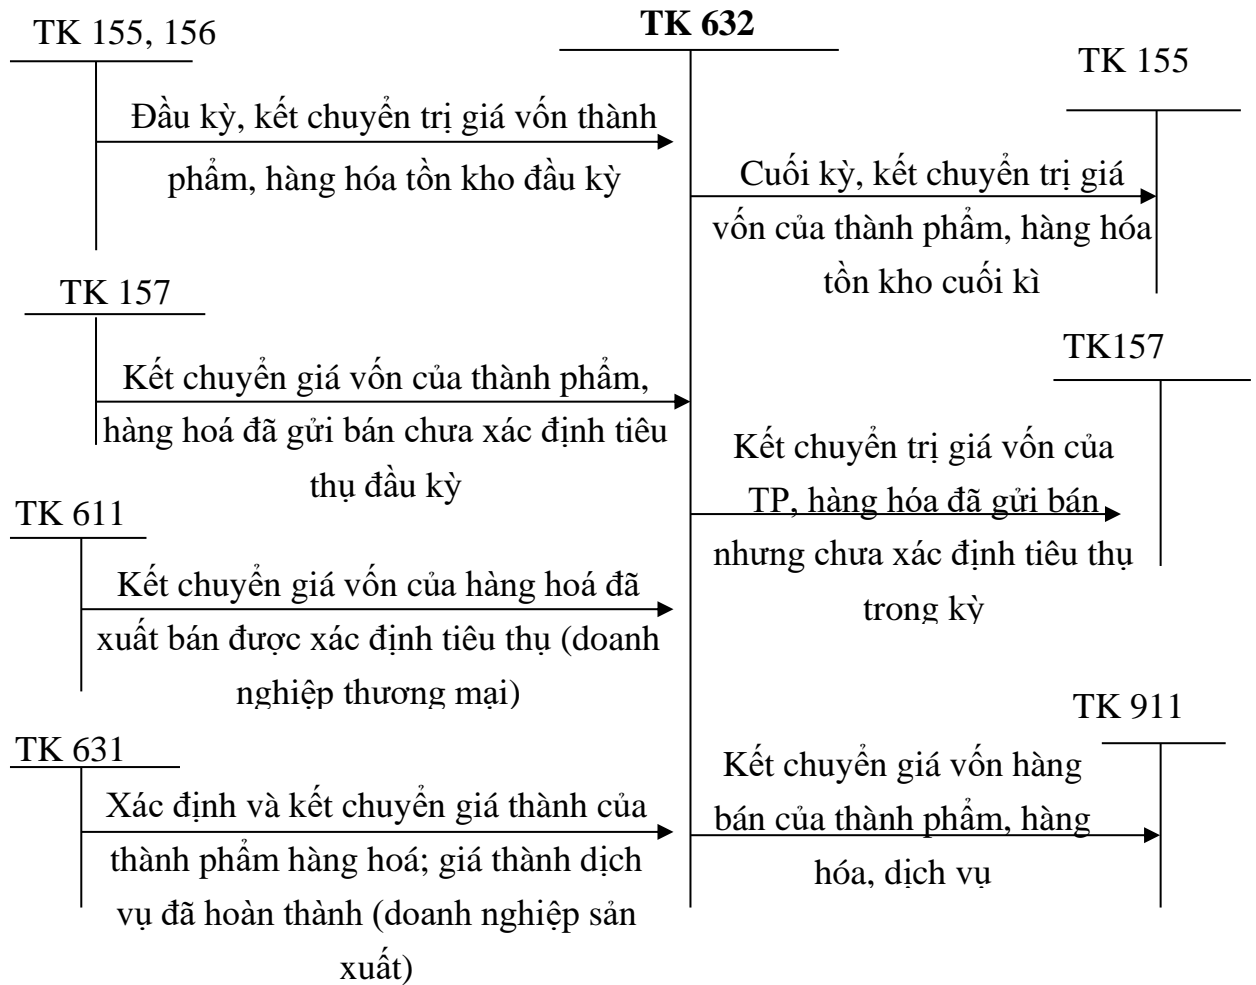 TK 155, 156
Đầu kỳ, kết chuyển trị giá vốn thành
phẩm, hàng hóa tồn kho đầu kỳ
TK 157
Kết chuyển giá vốn của thành phẩm,
hàng hoá đã gửi bán chưa xác định tiêu
thụ đầu kỳ
TK 611
Kết chuyển giá vốn của hàng hoá đã
xuất bán được xác định tiêu thụ (doanh
nghiệp thương mại)
TK 631
Xác định và kết chuyển giá thành của
thành phẩm hàng hoá; giá thành dịch
vụ đã hoàn thành (doanh nghiệp sản
xuất)
TK 632
TK 155
Cuối kỳ, kết chuyển trị giá
vốn của thành phẩm, hàng hóa
tồn kho cuối kì
TK157
Kết chuyển trị giá vốn của
TP, hàng hóa đã gửi bán
nhưng chưa xác định tiêu thụ
trong kỳ
TK 911
Kết chuyển giá vốn hàng
bán của thành phẩm, hàng
hóa, dịch vụ